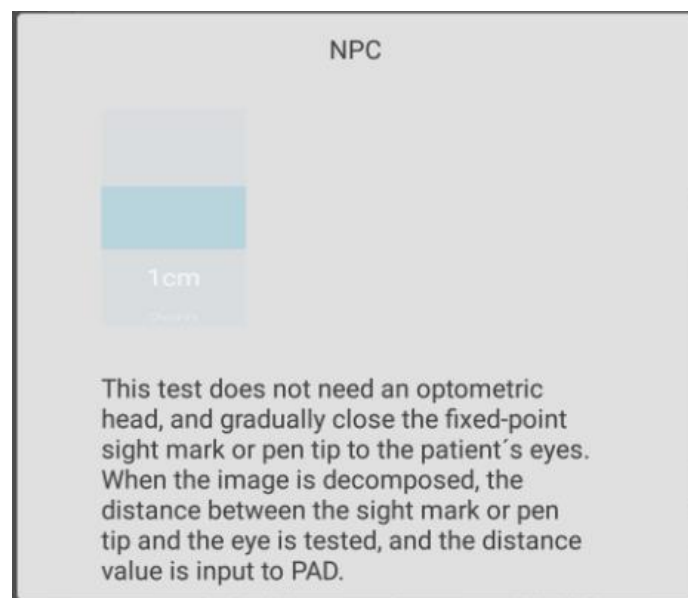 NPC
1cm
This test does not need an optometric
head, and gradually close the fixed-point
sight mark or pen tip to the patient´s eyes.
When the image is decomposed, the
distance between the sight mark or pen
tip and the eye is tested, and the distance
value is input to PAD.